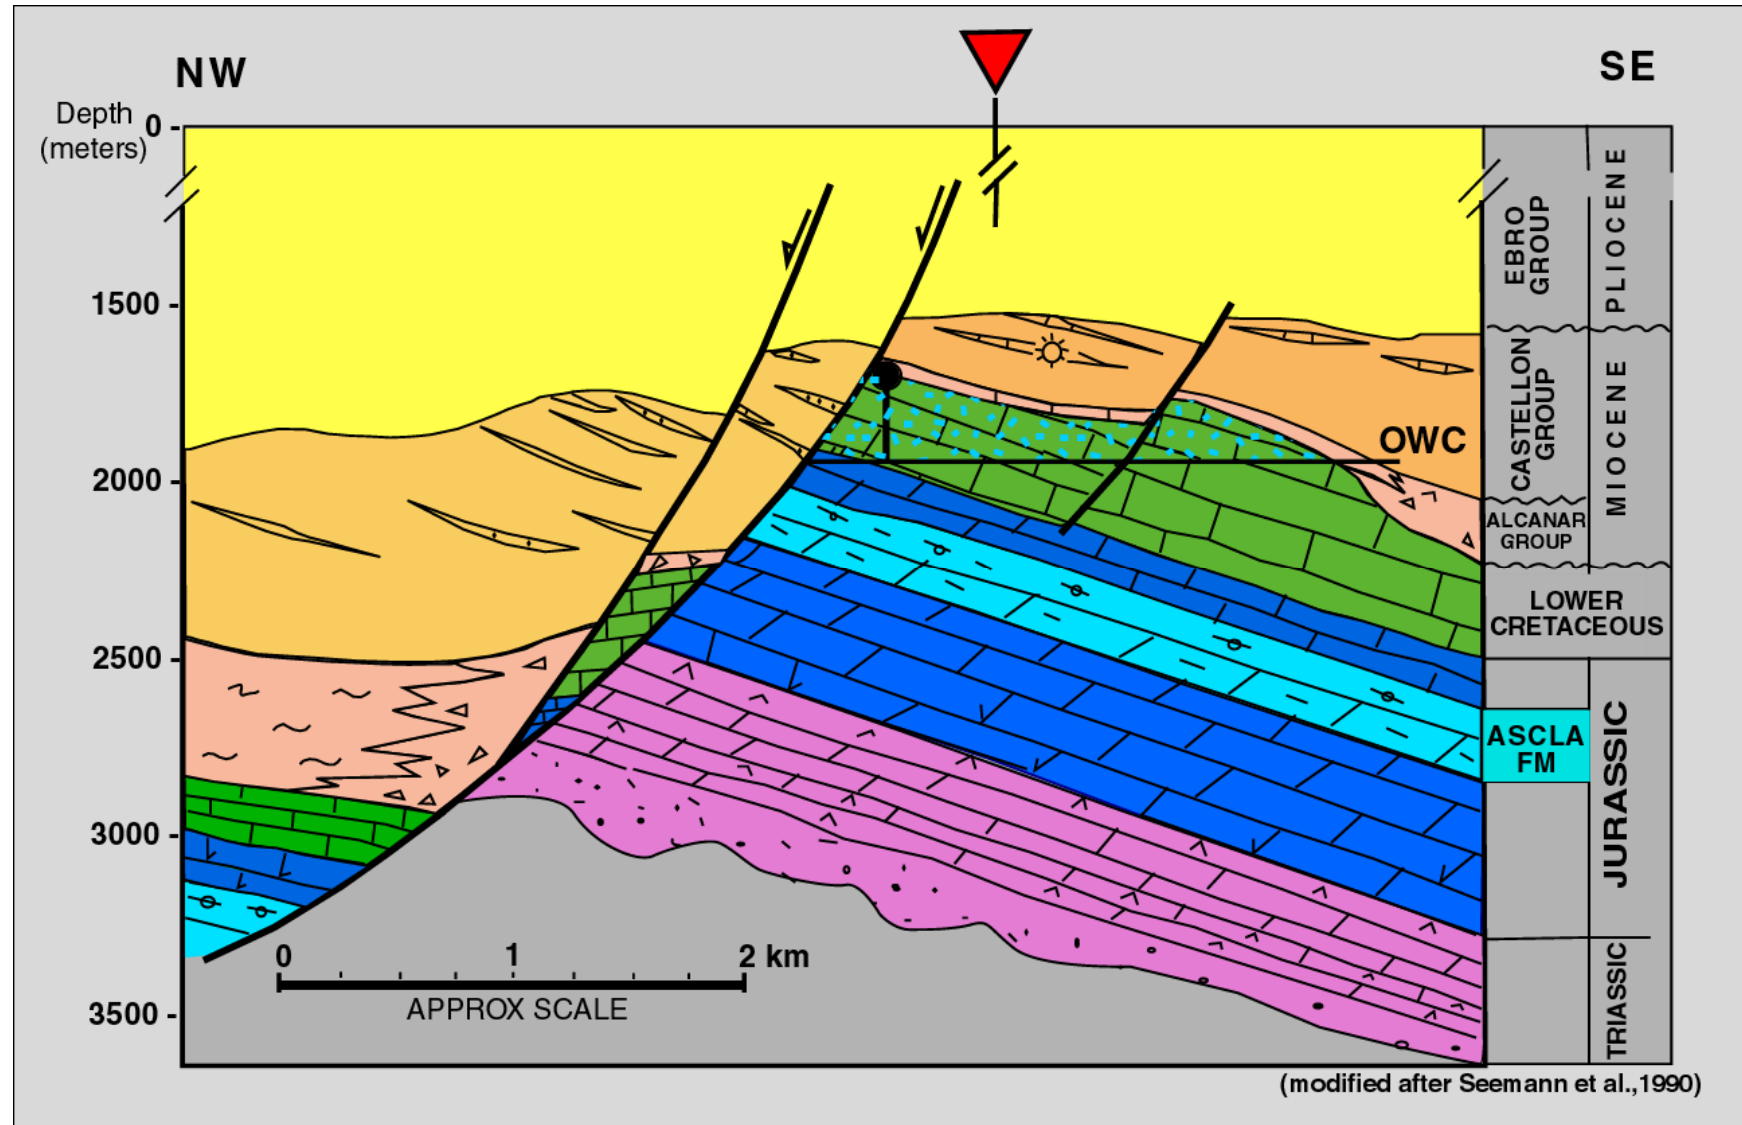 NW
SE
Depth
(meters)
0
1500
2000
2500
3000
3500
OWC
EBRO
GROUP
PLIOCENE
CASTELLON
GROUP
MIOCENE
ALCANAR
GROUP
LOWER
CRETACEOUS
ASCLA
FM
JURASSIC
TRIASSIC
0 1 2 km
APPROX SCALE
(modified after Seemann et al.,1990)